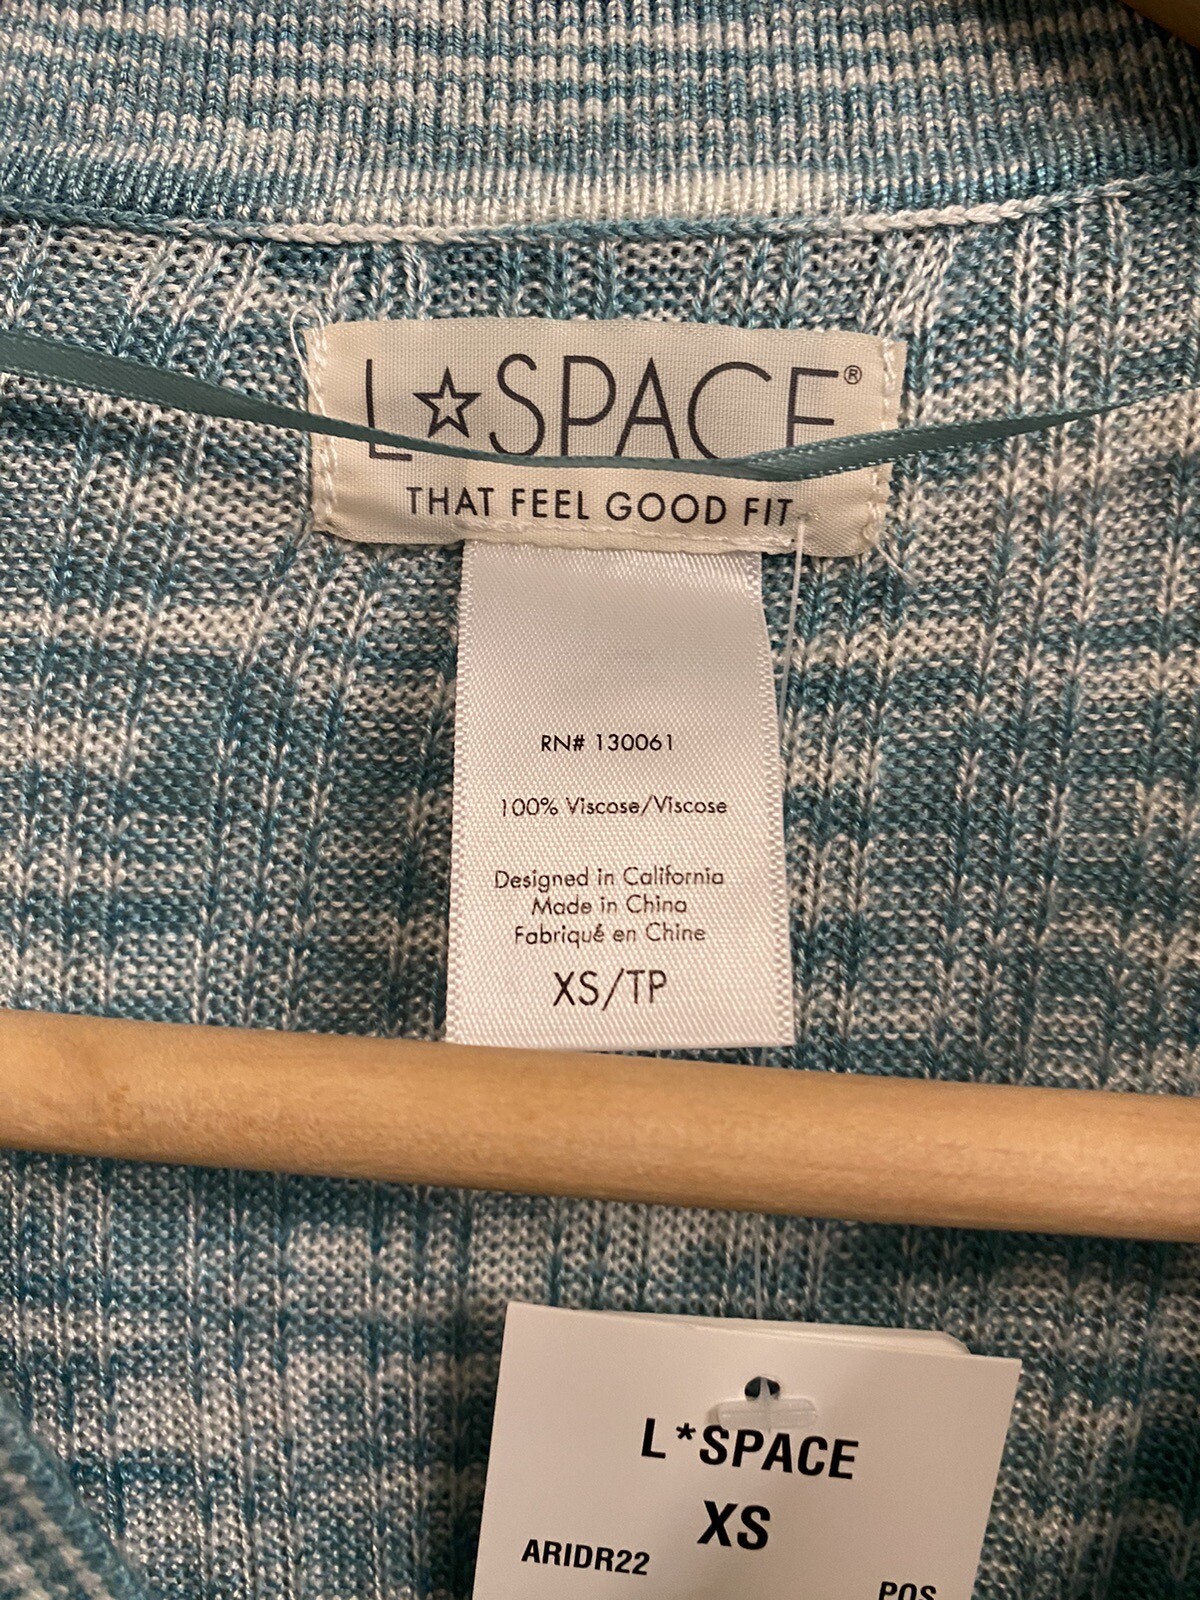 L☆SPACE®
THAT FEEL GOOD FIT
RN# 130061
100% Viscose/Viscose
Designed in California
Made in China
Fabriqué en Chine
XS/TP
L*SPACE
XS
ARIDR22
POS